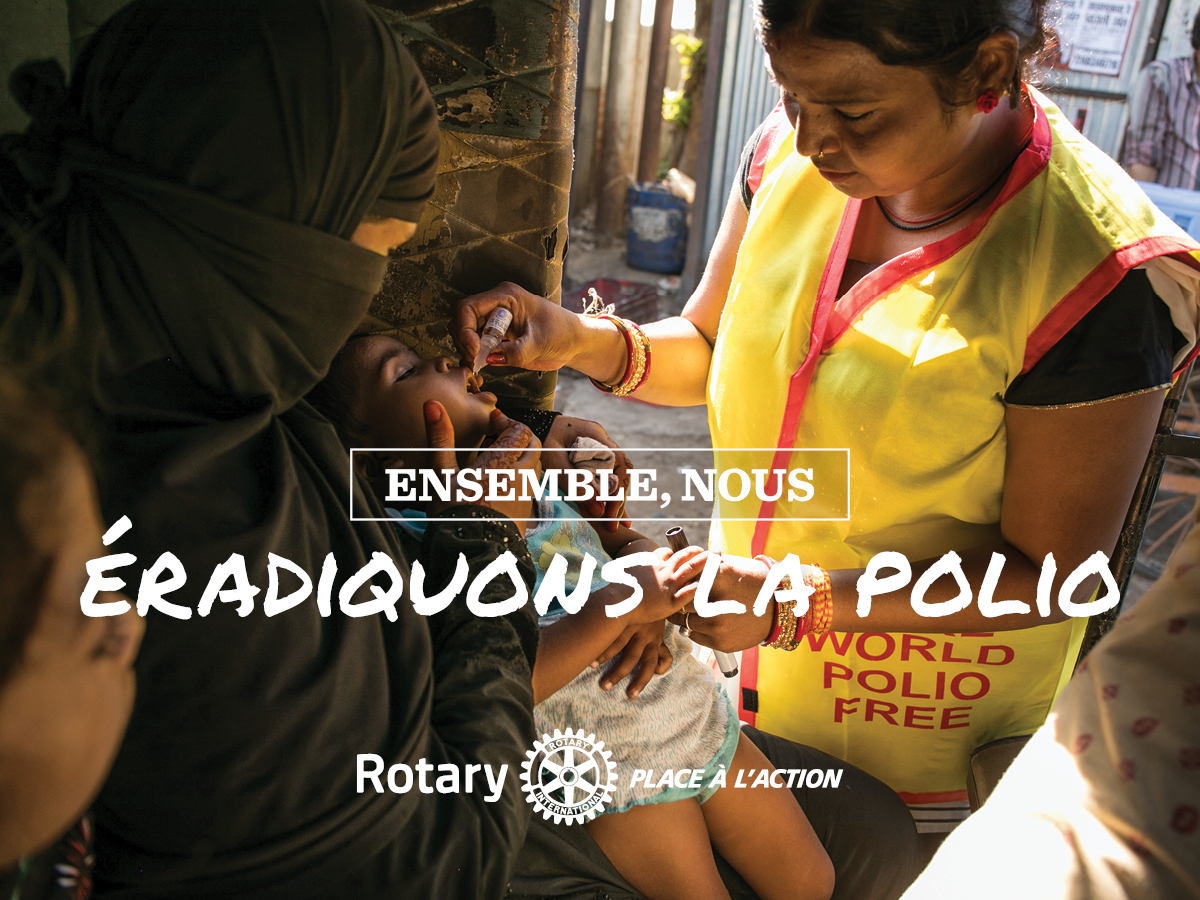 ENSEMBLE, NOUS
ÉRADIQUONS LA POLIO
WORLD
POLIO
FREE
Rotary
ROTARY
INTERNATIONAL
PLACE À L'ACTION